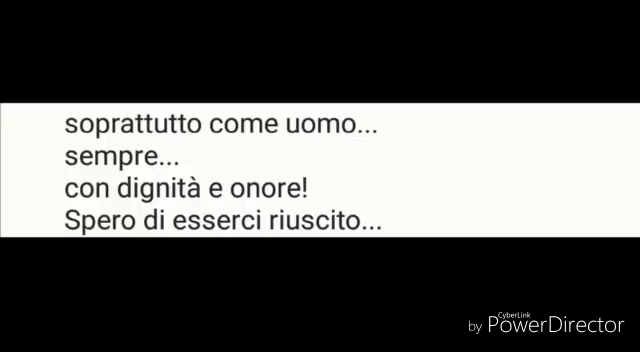 soprattutto come uomo...
sempre...
con dignità e onore!
Spero di esserci riuscito...
CyberLink
by PowerDirector